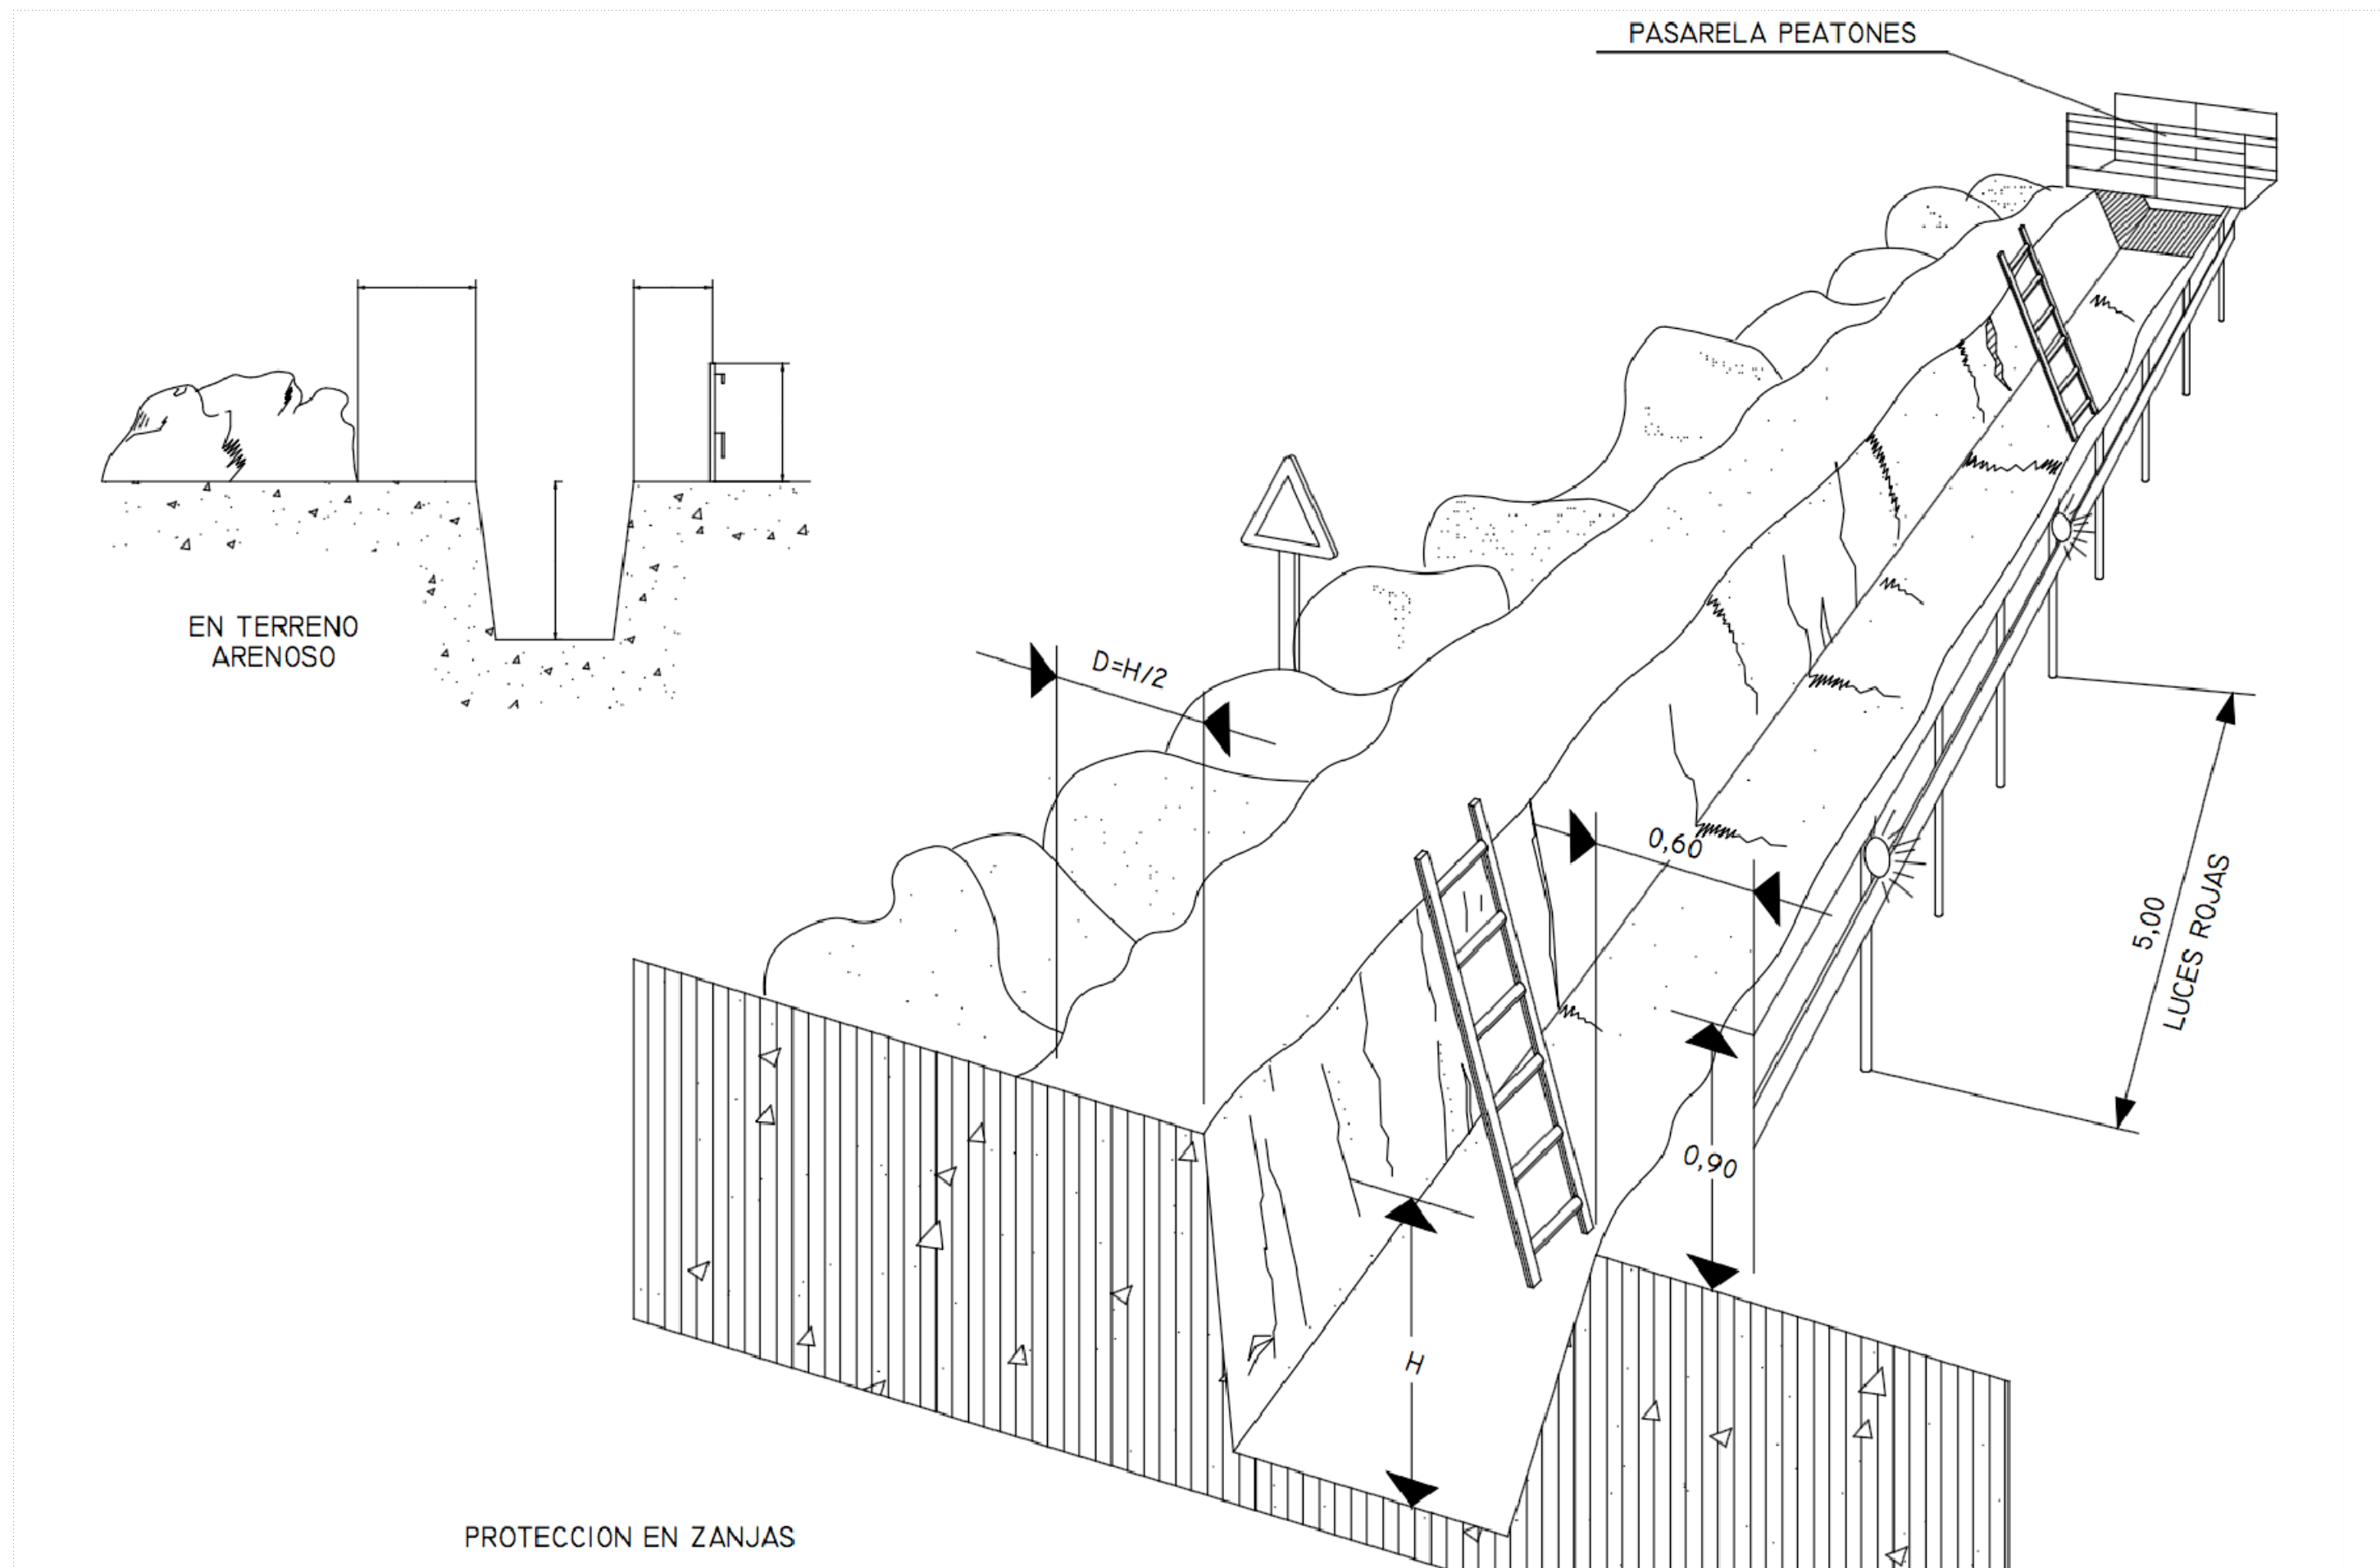 PASARELA PEATONES
EN TERRENO
ARENOSO
D=H/2
0,60
5,00
LUCES ROJAS
0,90
H
PROTECCION EN ZANJAS